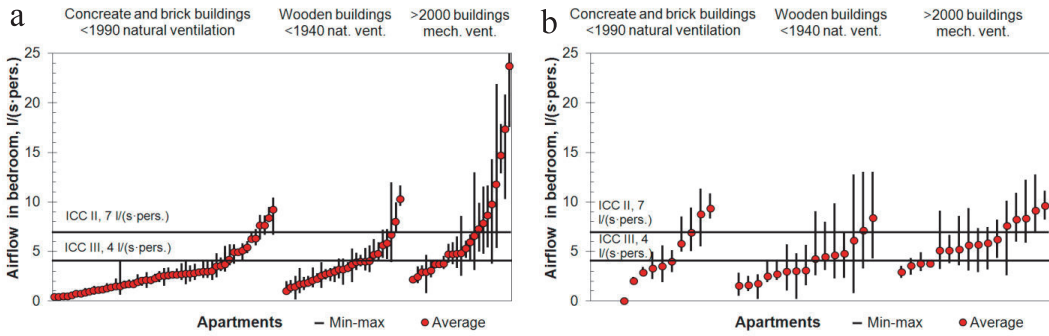 a
Concreate and brick buildings
<1990 natural ventilation
Wooden buildings
<1940 nat. vent.
>2000 buildings
mech. vent.
Airflow in bedroom, l/(s·pers.)
25
20
15
10
5
0
ICC II, 7 l/(s·pers.)
ICC III, 4 l/(s·pers.)
Apartments
Min-max
Average
b
Concrete and brick buildings
<1990 natural ventilation
Wooden buildings
<1940 nat. vent.
>2000 buildings
mech. vent.
Airflow in bedroom, l/(s·pers.)
25
20
15
10
5
0
ICC II, 7
l/(s·pers.)
ICC III, 4
l/(s·pers.)
Apartments
Min-max
Average